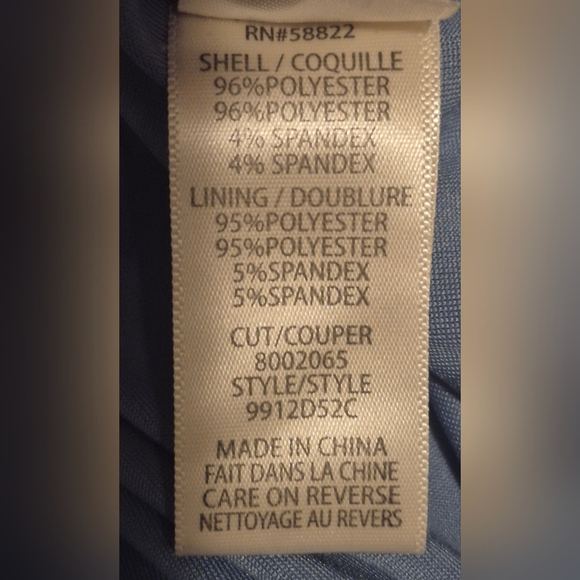 RN#58822
SHELL / COQUILLE
96%POLYESTER
96%POLYESTER
4% SPANDEX
4% SPANDEX
LINING / DOUBLURE
95%POLYESTER
95%POLYESTER
5%SPANDEX
5%SPANDEX
CUT/COUPER
8002065
STYLE/STYLE
9912D52C
MADE IN CHINA
FAIT DANS LA CHINE
CARE ON REVERSE
NETTOYAGE AU REVERS